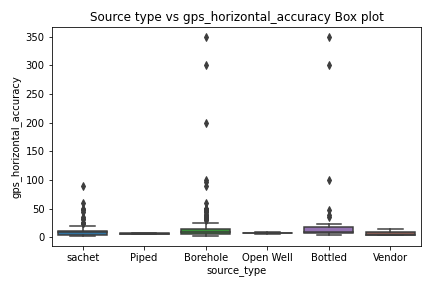 Source type vs gps_horizontal_accuracy Box plot
350
300
250
200
150
100
50
0
gps_horizontal_accuracy
sachet Piped Borehole Open Well Bottled Vendor
source_type